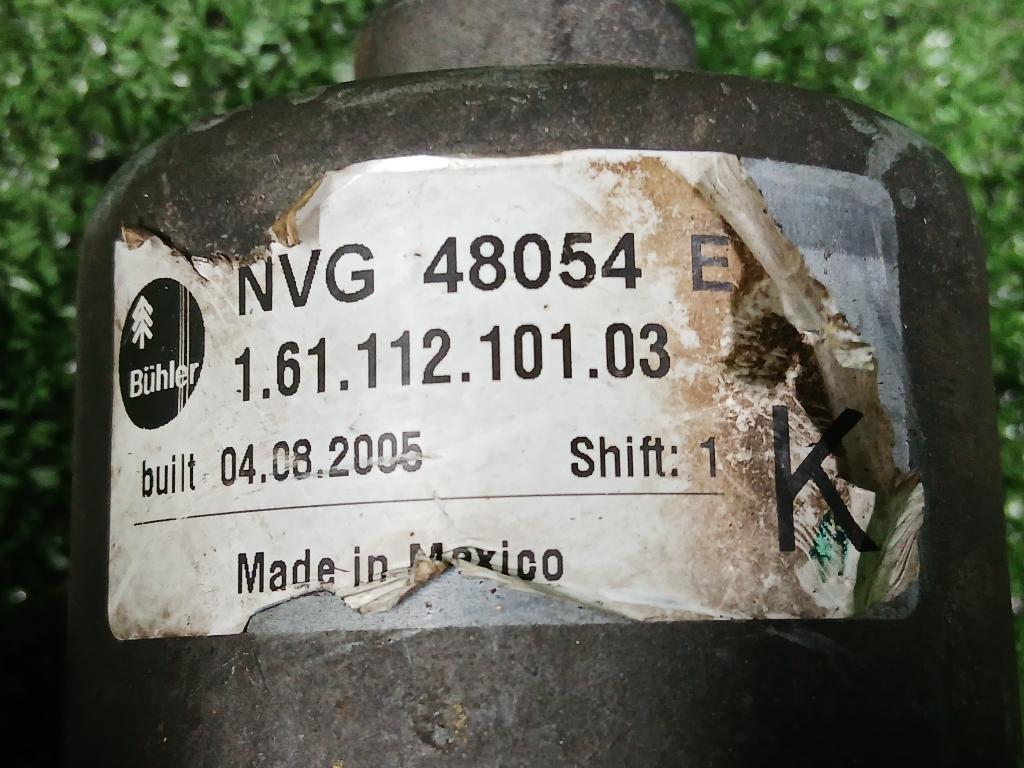 NVG 48054 E
Bühler
1.61.112.101.03
K
built 04.08.2005 Shift: 1
Made in Mexico